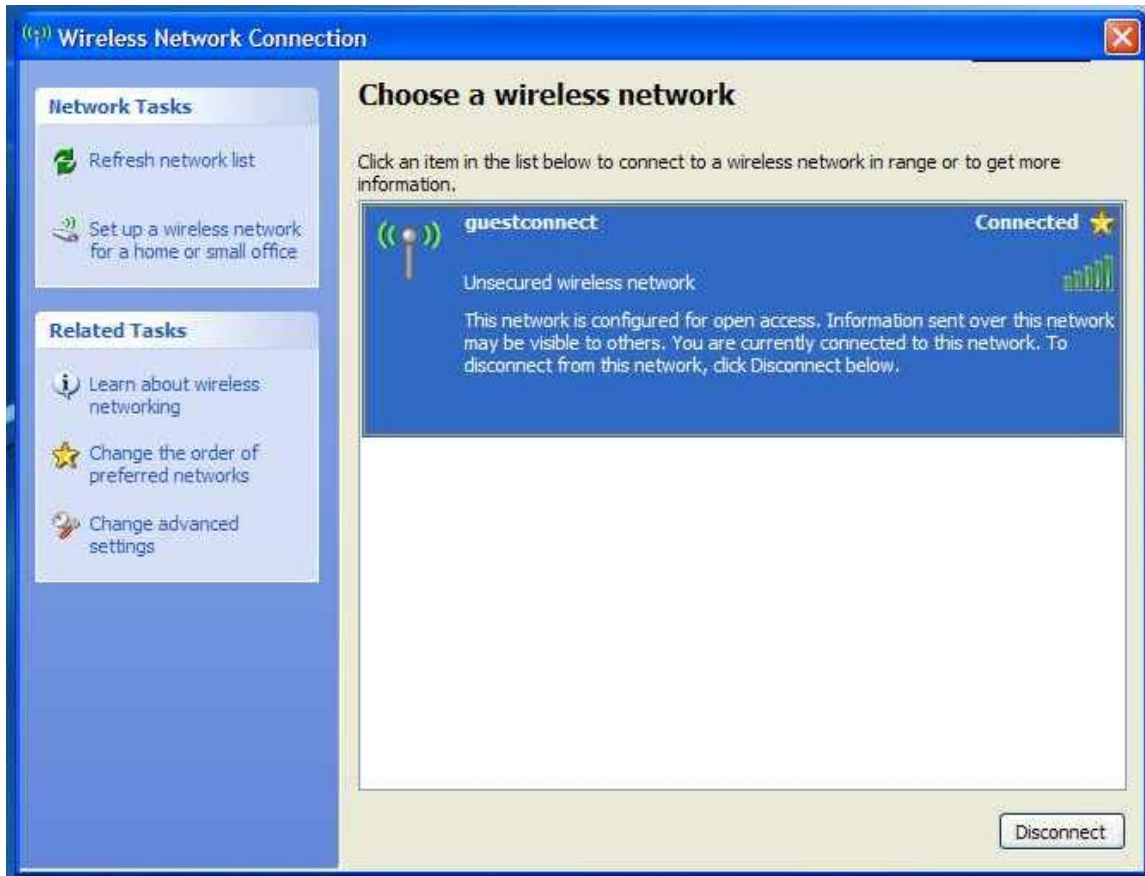 Wireless Network Connection
Network Tasks
Refresh network list
Set up a wireless network
for a home or small office
Related Tasks
Learn about wireless
networking
Change the order of
preferred networks
Change advanced
settings
Choose a wireless network
Click an item in the list below to connect to a wireless network in range or to get more
information.
guestconnect Connected
Unsecured wireless network
This network is configured for open access. Information sent over this network
may be visible to others. You are currently connected to this network. To
disconnect from this network, click Disconnect below.
Disconnect